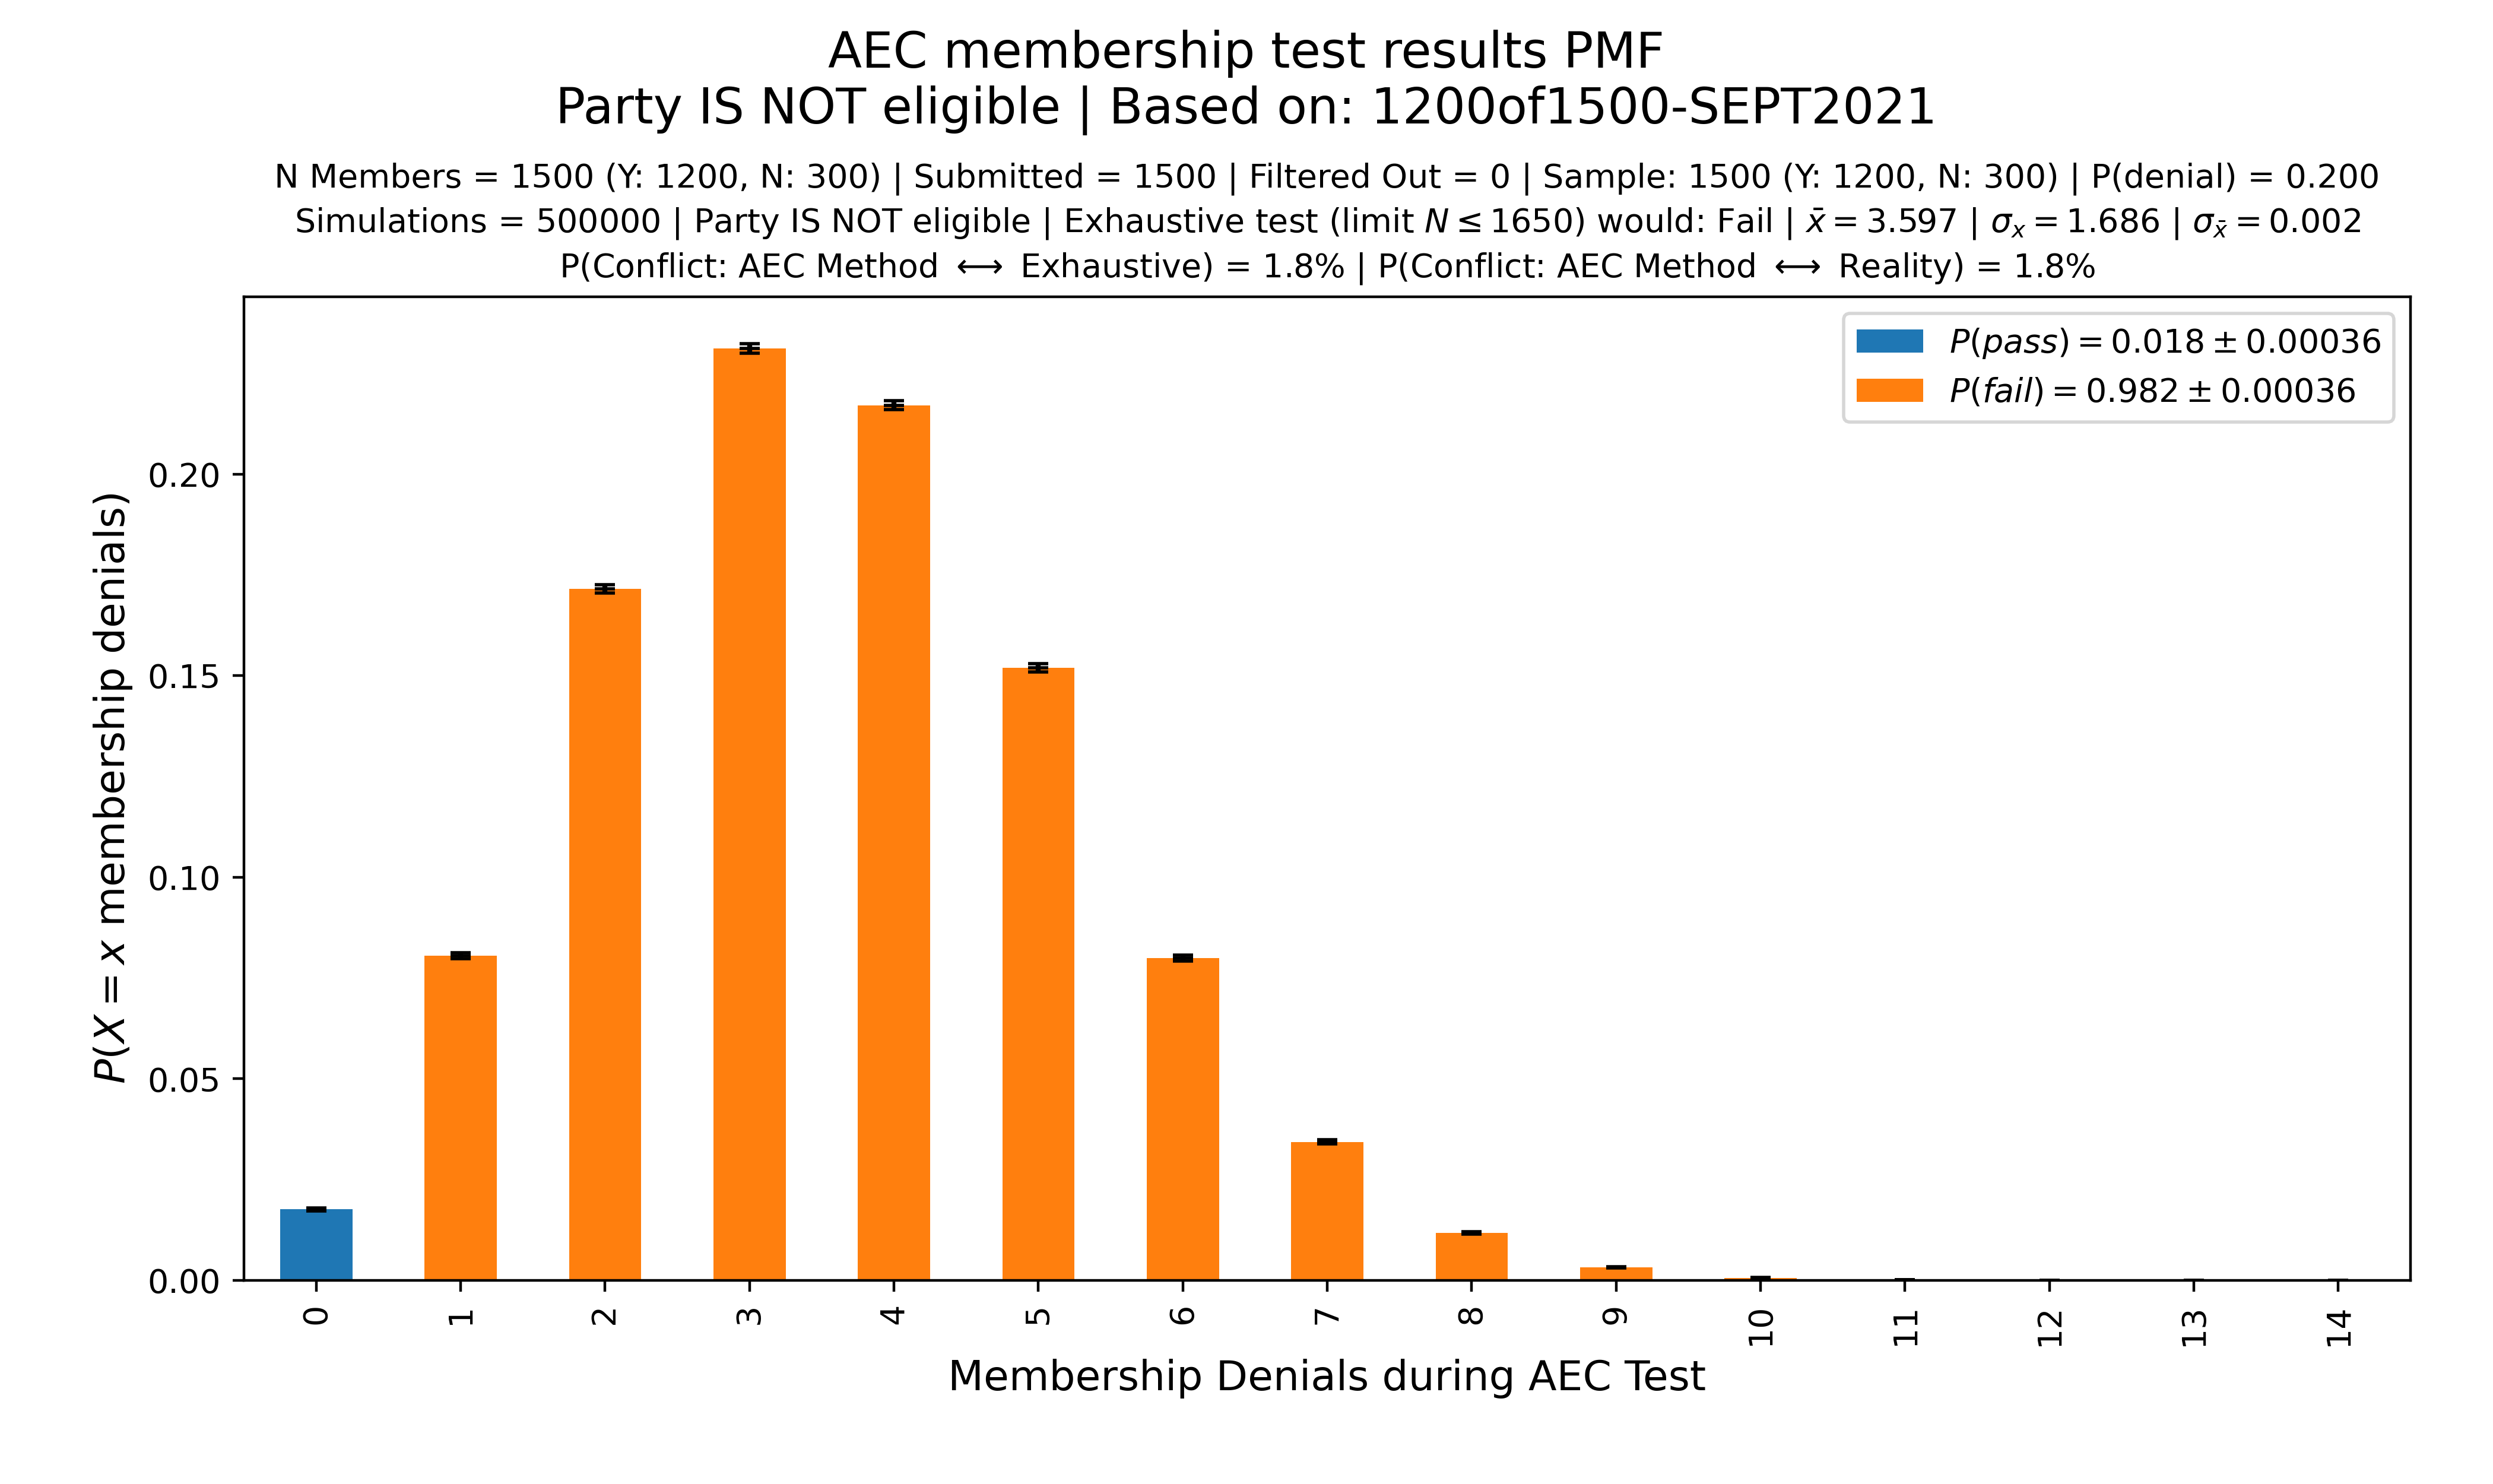 AEC membership test results PMF
Party IS NOT eligible | Based on: 1200of1500-SEPT2021
N Members = 1500 (Y: 1200, N: 300) | Submitted = 1500 | Filtered Out = 0 | Sample: 1500 (Y: 1200, N: 300) | P(denial) = 0.200
Simulations = 500000 | Party IS NOT eligible | Exhaustive test (limit N ≤ 1650) would: Fail | x̄ = 3.597 | σₓ = 1.686 | σ_x̄ = 0.002
P(Conflict: AEC Method ⟷ Exhaustive) = 1.8% | P(Conflict: AEC Method ⟷ Reality) = 1.8%
P(pass) = 0.018 ± 0.00036
P(fail) = 0.982 ± 0.00036
P(X = x membership denials)
0.20
0.15
0.10
0.05
0.00
0 1 2 3 4 5 6 7 8 9 10 11 12 13 14
Membership Denials during AEC Test